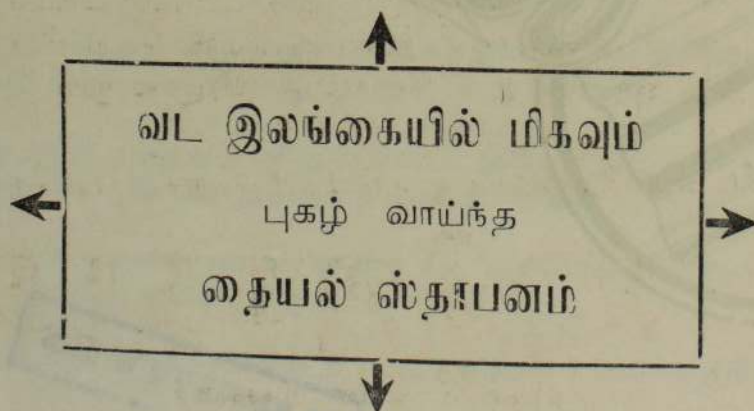 வட இலங்கையில் மிகவும்
புகழ் வாய்ந்த
தையல் ஸ்தாபனம்